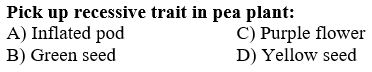 Pick up recessive trait in pea plant:
A) Inflated pod C) Purple flower
B) Green seed D) Yellow seed